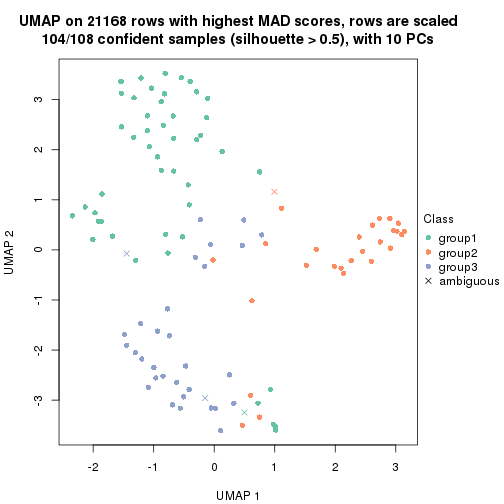 UMAP on 21168 rows with highest MAD scores, rows are scaled
104/108 confident samples (silhouette > 0.5), with 10 PCs
3
2
1
0
-1
-2
-3
UMAP 2
-2 -1 0 1 2 3
UMAP 1
Class
group1
group2
group3
ambiguous